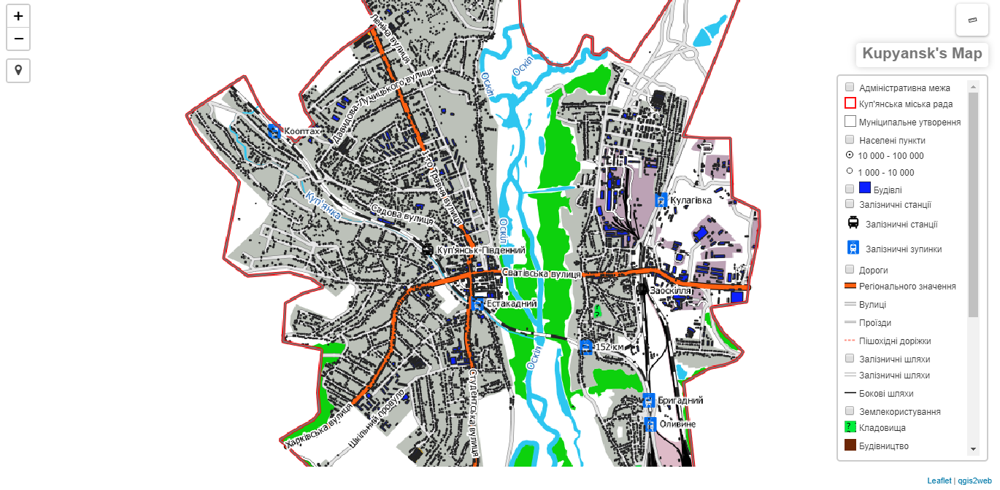 +
−
Kupyansk's Map
Леніна вулиця
Оскіл
Оскіл
Давидова-Лучицького вулиця
Кооптах
1-го Травня вулиця
Куп'янка
Садова вулиця
Кулагівка
Оскіл
Куп'янськ-Південний
Сватівська вулиця
Заоскілля
Естакадний
152 км
Оскіл
Студентська вулиця
Шкільний провулок
Харківська вулиця
Бригадний
Оливине
Адміністративна межа
Куп'янська міська рада
Муніципальне утворення
Населені пункти
10 000 - 100 000
1 000 - 10 000
Будівлі
Залізничні станції
Залізничні станції
Залізничні зупинки
Дороги
Регіонального значення
Вулиці
Проїзди
Пішохідні доріжки
Залізничні шляхи
Залізничні шляхи
Бокові шляхи
Землекористування
? Кладовища
Будівництво
Leaflet | qgis2web